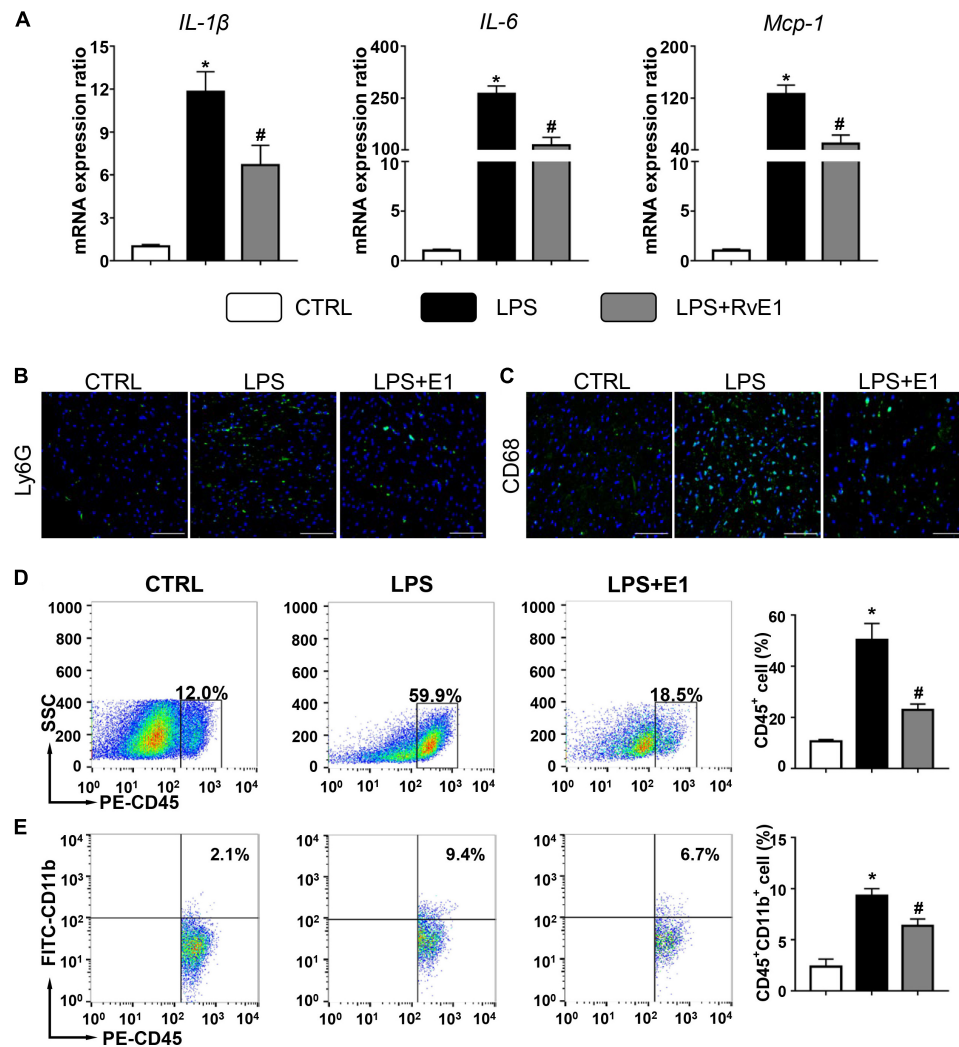 A
IL-1β IL-6 Mcp-1
mRNA expression ratio
15
12
9
6
3
0
*
#
mRNA expression ratio
400
250
100
10
5
0
*
#
mRNA expression ratio
200
120
40
10
5
0
*
#
CTRL LPS LPS+RvE1
B
CTRL LPS LPS+E1
Ly6G
C
CTRL LPS LPS+E1
CD68
D
CTRL LPS LPS+E1
SSC
1000
800
600
400
200
0
12.0%
10⁰ 10¹ 10² 10³ 10⁴
PE-CD45
1000
800
600
400
200
0
59.9%
10⁰ 10¹ 10² 10³ 10⁴
1000
800
600
400
200
0
18.5%
10⁰ 10¹ 10² 10³ 10⁴
CD45⁺ cell (%)
60
40
20
0
*
#
E
FITC-CD11b
10⁴
10³
10²
10¹
10⁰
2.1%
10⁰ 10¹ 10² 10³ 10⁴
PE-CD45
10⁴
10³
10²
10¹
10⁰
9.4%
10⁰ 10¹ 10² 10³ 10⁴
10⁴
10³
10²
10¹
10⁰
6.7%
10⁰ 10¹ 10² 10³ 10⁴
CD45⁺CD11b⁺ cell (%)
15
10
5
0
*
#